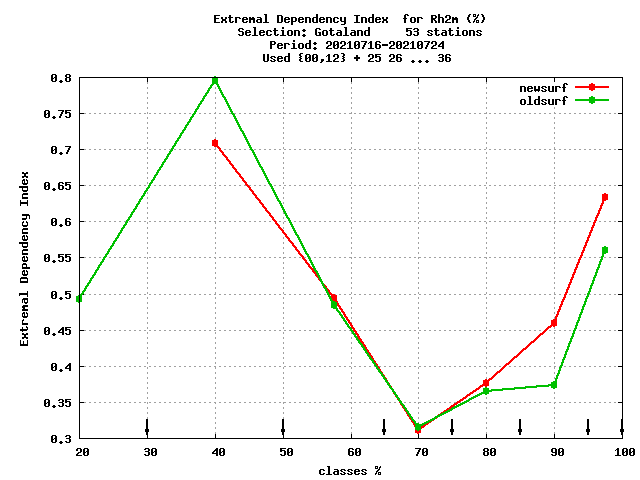 Extremal Dependency Index  for Rh2m (%)
Selection: Gotaland     53 stations
Period: 20210716-20210724
Used {00,12} + 25 26 ... 36
newsurf
oldsurf
Extremal Dependency Index
0.8
0.75
0.7
0.65
0.6
0.55
0.5
0.45
0.4
0.35
0.3
20 30 40 50 60 70 80 90 100
classes %